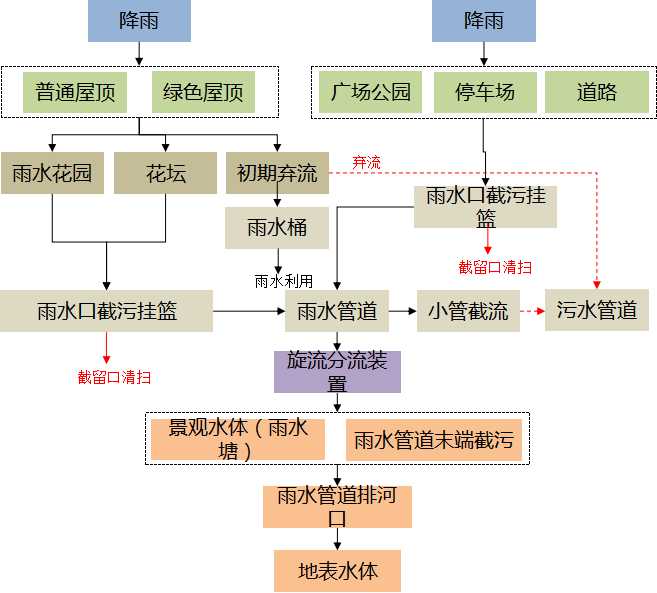 降雨
降雨
普通屋顶
绿色屋顶
广场公园
停车场
道路
雨水花园
花坛
初期弃流
弃流
雨水口截污挂
篮
雨水桶
截留口清扫
雨水利用
雨水口截污挂篮
雨水管道
小管截流
污水管道
截留口清扫
旋流分流装
置
景观水体（雨水
塘）
雨水管道末端截污
雨水管道排河
口
地表水体